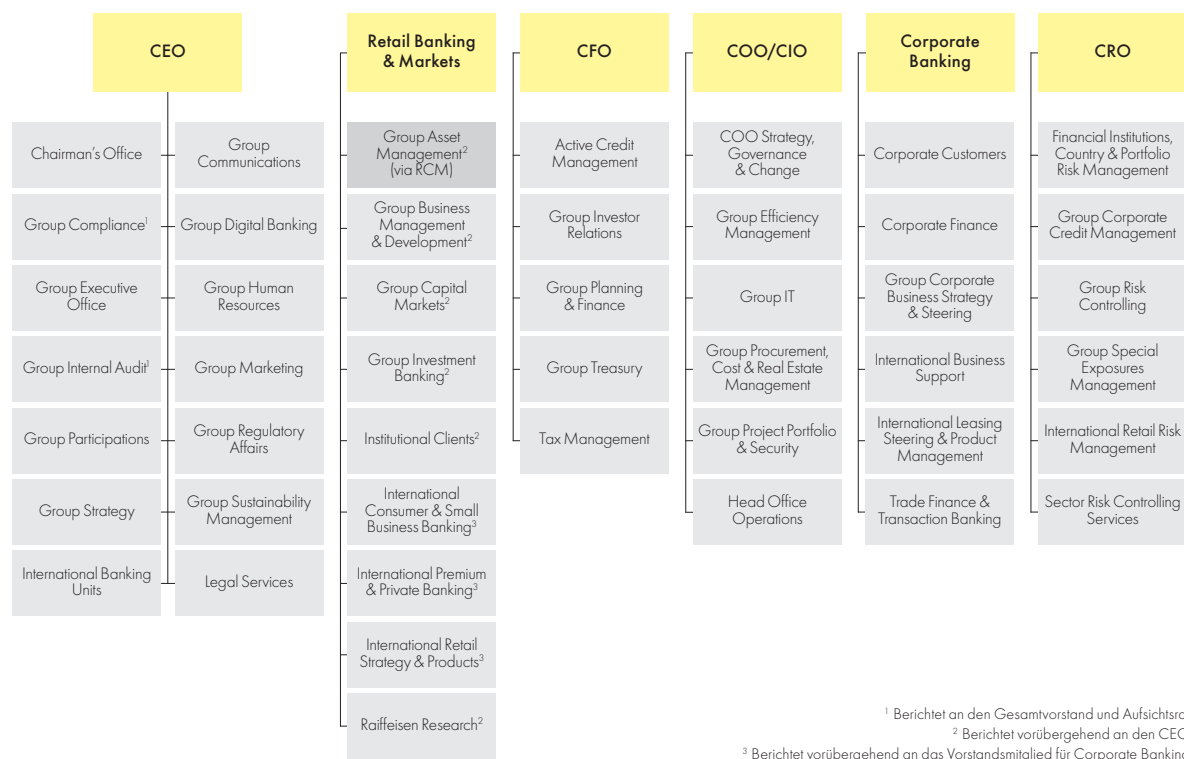 CEO
Chairman's Office
Group Compliance¹
Group Executive
Office
Group Internal Audit¹
Group Participations
Group Strategy
International Banking
Units
Group
Communications
Group Digital Banking
Group Human
Resources
Group Marketing
Group Regulatory
Affairs
Group Sustainability
Management
Legal Services
Retail Banking
& Markets
Group Asset
Management²
(via RCM)
Group Business
Management
& Development²
Group Capital
Markets²
Group Investment
Banking²
Institutional Clients²
International
Consumer & Small
Business Banking³
International Premium
& Private Banking³
International Retail
Strategy & Products³
Raiffeisen Research²
CFO
Active Credit
Management
Group Investor
Relations
Group Planning
& Finance
Group Treasury
Tax Management
COO/CIO
COO Strategy,
Governance
& Change
Group Efficiency
Management
Group IT
Group Procurement,
Cost & Real Estate
Management
Group Project Portfolio
& Security
Head Office
Operations
Corporate
Banking
Corporate Customers
Corporate Finance
Group Corporate
Business Strategy
& Steering
International Business
Support
International Leasing
Steering & Product
Management
Trade Finance &
Transaction Banking
CRO
Financial Institutions,
Country & Portfolio
Risk Management
Group Corporate
Credit Management
Group Risk
Controlling
Group Special
Exposures
Management
International Retail Risk
Management
Sector Risk Controlling
Services
¹ Berichtet an den Gesamtvorstand und
² Berichtet vorübergehend an den CEO
³ Berichtet vorübergehend an das Vorstandsmitglied für Corporate Banking